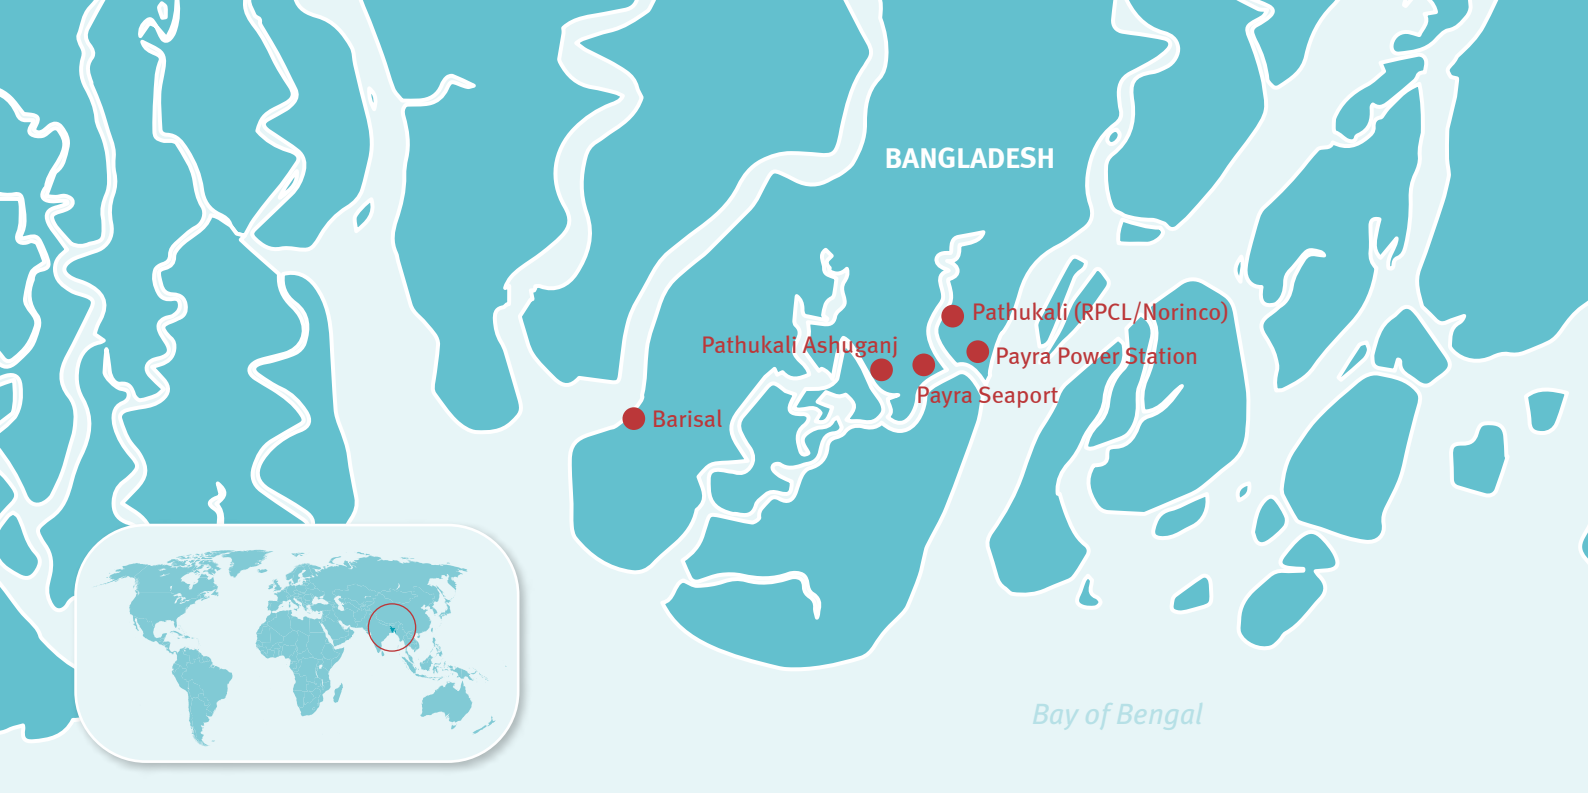 BANGLADESH
Pathukali (RPCL/Norinco)
Pathukali Ashuganj
Payra Power Station
Payra Seaport
Barisal
Bay of Bengal